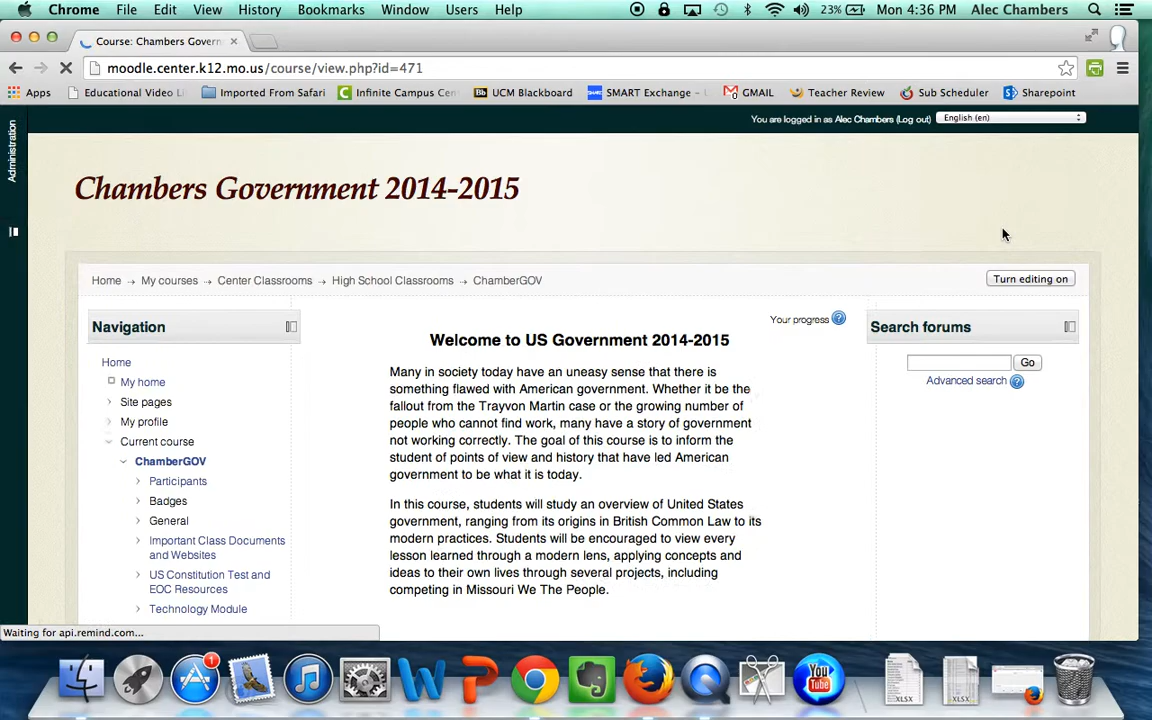 Chrome File Edit View History Bookmarks Window Users Help 23% Mon 4:36 PM Alec Chambers
Course: Chambers Govern
moodle.center.k12.mo.us/course/view.php?id=471
Apps Educational Video Li Imported From Safari Infinite Campus Cen Bb UCM Blackboard SMART Exchange - GMAIL Teacher Review Sub Scheduler Sharepoint
You are logged in as Alec Chambers (Log out) English (en)
Administration
Chambers Government 2014-2015
Home → My courses → Center Classrooms → High School Classrooms → ChamberGOV Turn editing on
Your progress
Navigation
Home
My home
Site pages
My profile
Current course
ChamberGOV
Participants
Badges
General
Important Class Documents
and Websites
US Constitution Test and
EOC Resources
Technology Module
Welcome to US Government 2014-2015
Many in society today have an uneasy sense that there is
something flawed with American government. Whether it be the
fallout from the Trayvon Martin case or the growing number of
people who cannot find work, many have a story of government
not working correctly. The goal of this course is to inform the
student of points of view and history that have led American
government to be what it is today.
In this course, students will study an overview of United States
government, ranging from its origins in British Common Law to its
modern practices. Students will be encouraged to view every
lesson learned through a modern lens, applying concepts and
ideas to their own lives through several projects, including
competing in Missouri We The People.
Search forums
Go
Advanced search
Waiting for api.remind.com...
1
You
Tube
XLSX
XLSX